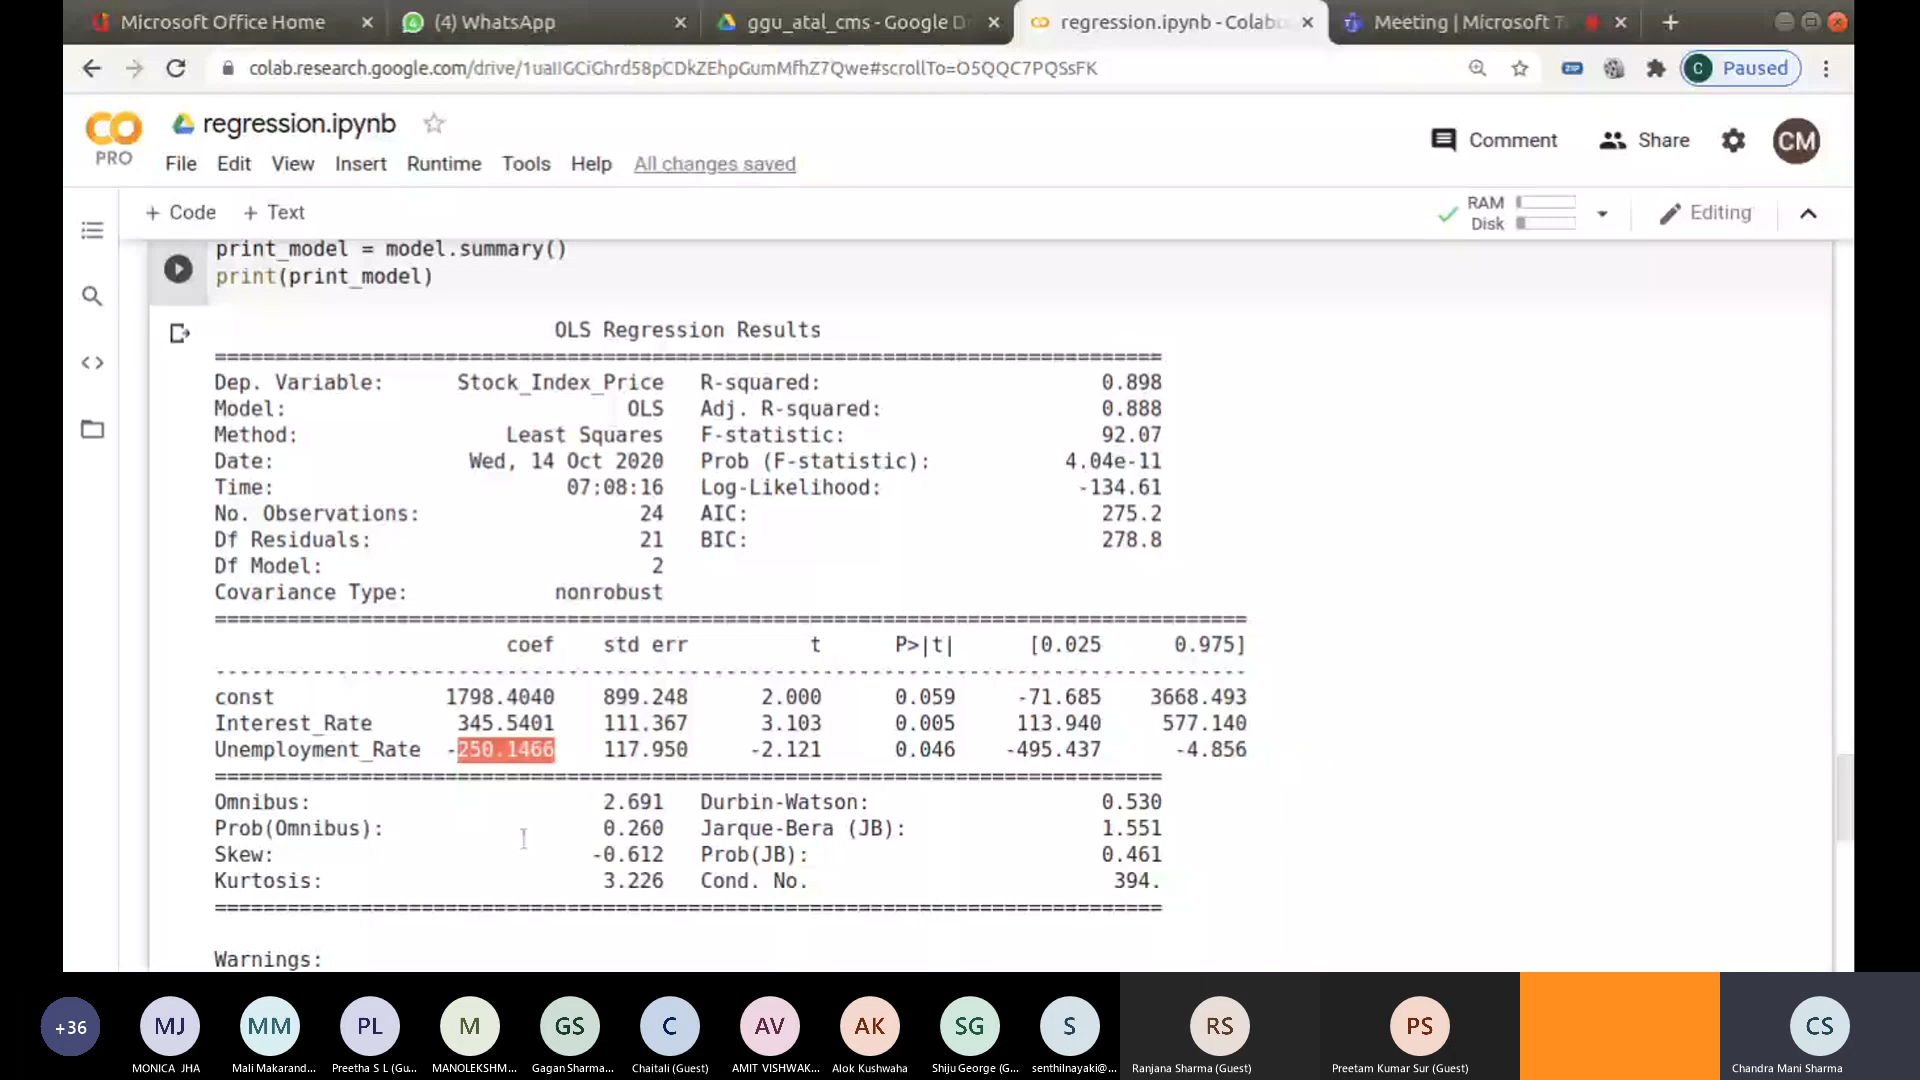 Microsoft Office Home
(4) WhatsApp
ggu_atal_cms - Google D
regression.ipynb - Colabo
Meeting | Microsoft T
colab.research.google.com/drive/1uaIIGCiGhrd58pCDkZEhpGumMfhZ7Qwe#scrollTo=O5QQC7PQSsFK
ZIP
C Paused
PRO
regression.ipynb
File Edit View Insert Runtime Tools Help All changes saved
Comment Share CM
+ Code + Text
RAM
Disk
Editing
print_model = model.summary()
print(print_model)
OLS Regression Results
==============================================================================
Dep. Variable: Stock_Index_Price R-squared: 0.898
Model: OLS Adj. R-squared: 0.888
Method: Least Squares F-statistic: 92.07
Date: Wed, 14 Oct 2020 Prob (F-statistic): 4.04e-11
Time: 07:08:16 Log-Likelihood: -134.61
No. Observations: 24 AIC: 275.2
Df Residuals: 21 BIC: 278.8
Df Model: 2
Covariance Type: nonrobust
=====================================================================================
coef std err t P>|t| [0.025 0.975]
-------------------------------------------------------------------------------------
const 1798.4040 899.248 2.000 0.059 -71.685 3668.493
Interest_Rate 345.5401 111.367 3.103 0.005 113.940 577.140
Unemployment_Rate -250.1466 117.950 -2.121 0.046 -495.437 -4.856
==============================================================================
Omnibus: 2.691 Durbin-Watson: 0.530
Prob(Omnibus): 0.260 Jarque-Bera (JB): 1.551
Skew: -0.612 Prob(JB): 0.461
Kurtosis: 3.226 Cond. No. 394.
==============================================================================
Warnings:
+36 MJ MM PL M GS C AV AK SG S RS PS CS
MONICA JHA Mali Makarand... Preetha S L (Gu... MANOLEKSHM... Gagan Sharma... Chaitali (Guest) AMIT VISHWAK... Alok Kushwaha Shiju George (G... senthilnayaki@... Ranjana Sharma (Guest) Preetam Kumar Sur (Guest) Chandra Mani Sharma